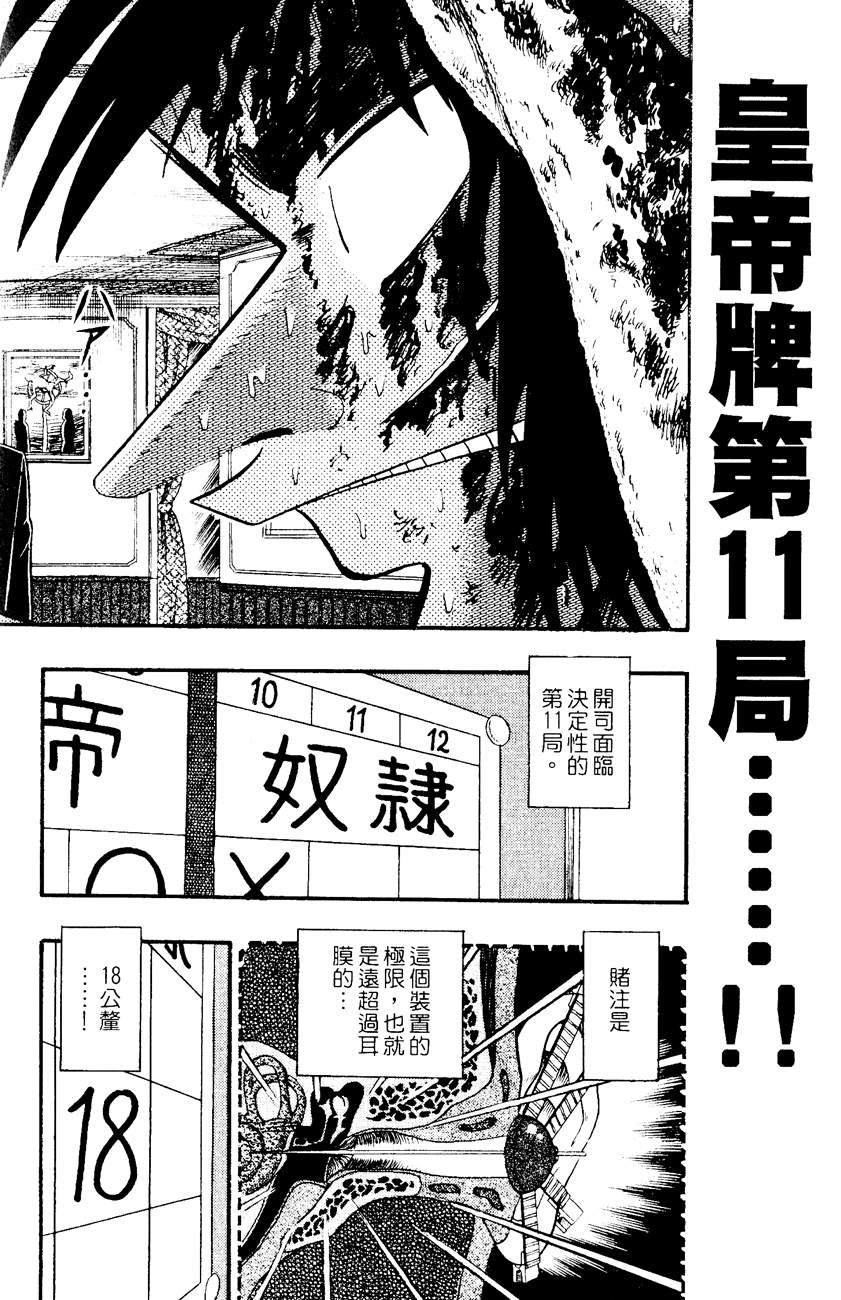 皇帝牌第11局……!!
ハァ…
開司面臨
決定性的
第11局。
10
11
12
帝
奴隷
○
×
賭注是
這個裝置的
極限，也就
是遠超過耳
膜的…
18公釐
……!
18